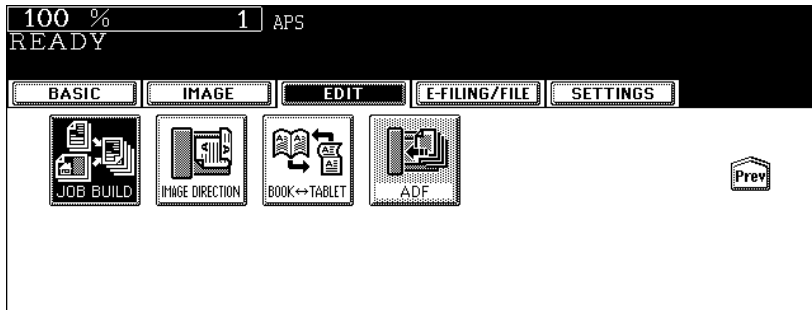 100 % 1 APS
READY
BASIC IMAGE EDIT E-FILING/FILE SETTINGS
JOB BUILD IMAGE DIRECTION BOOK↔TABLET ADF
Prev